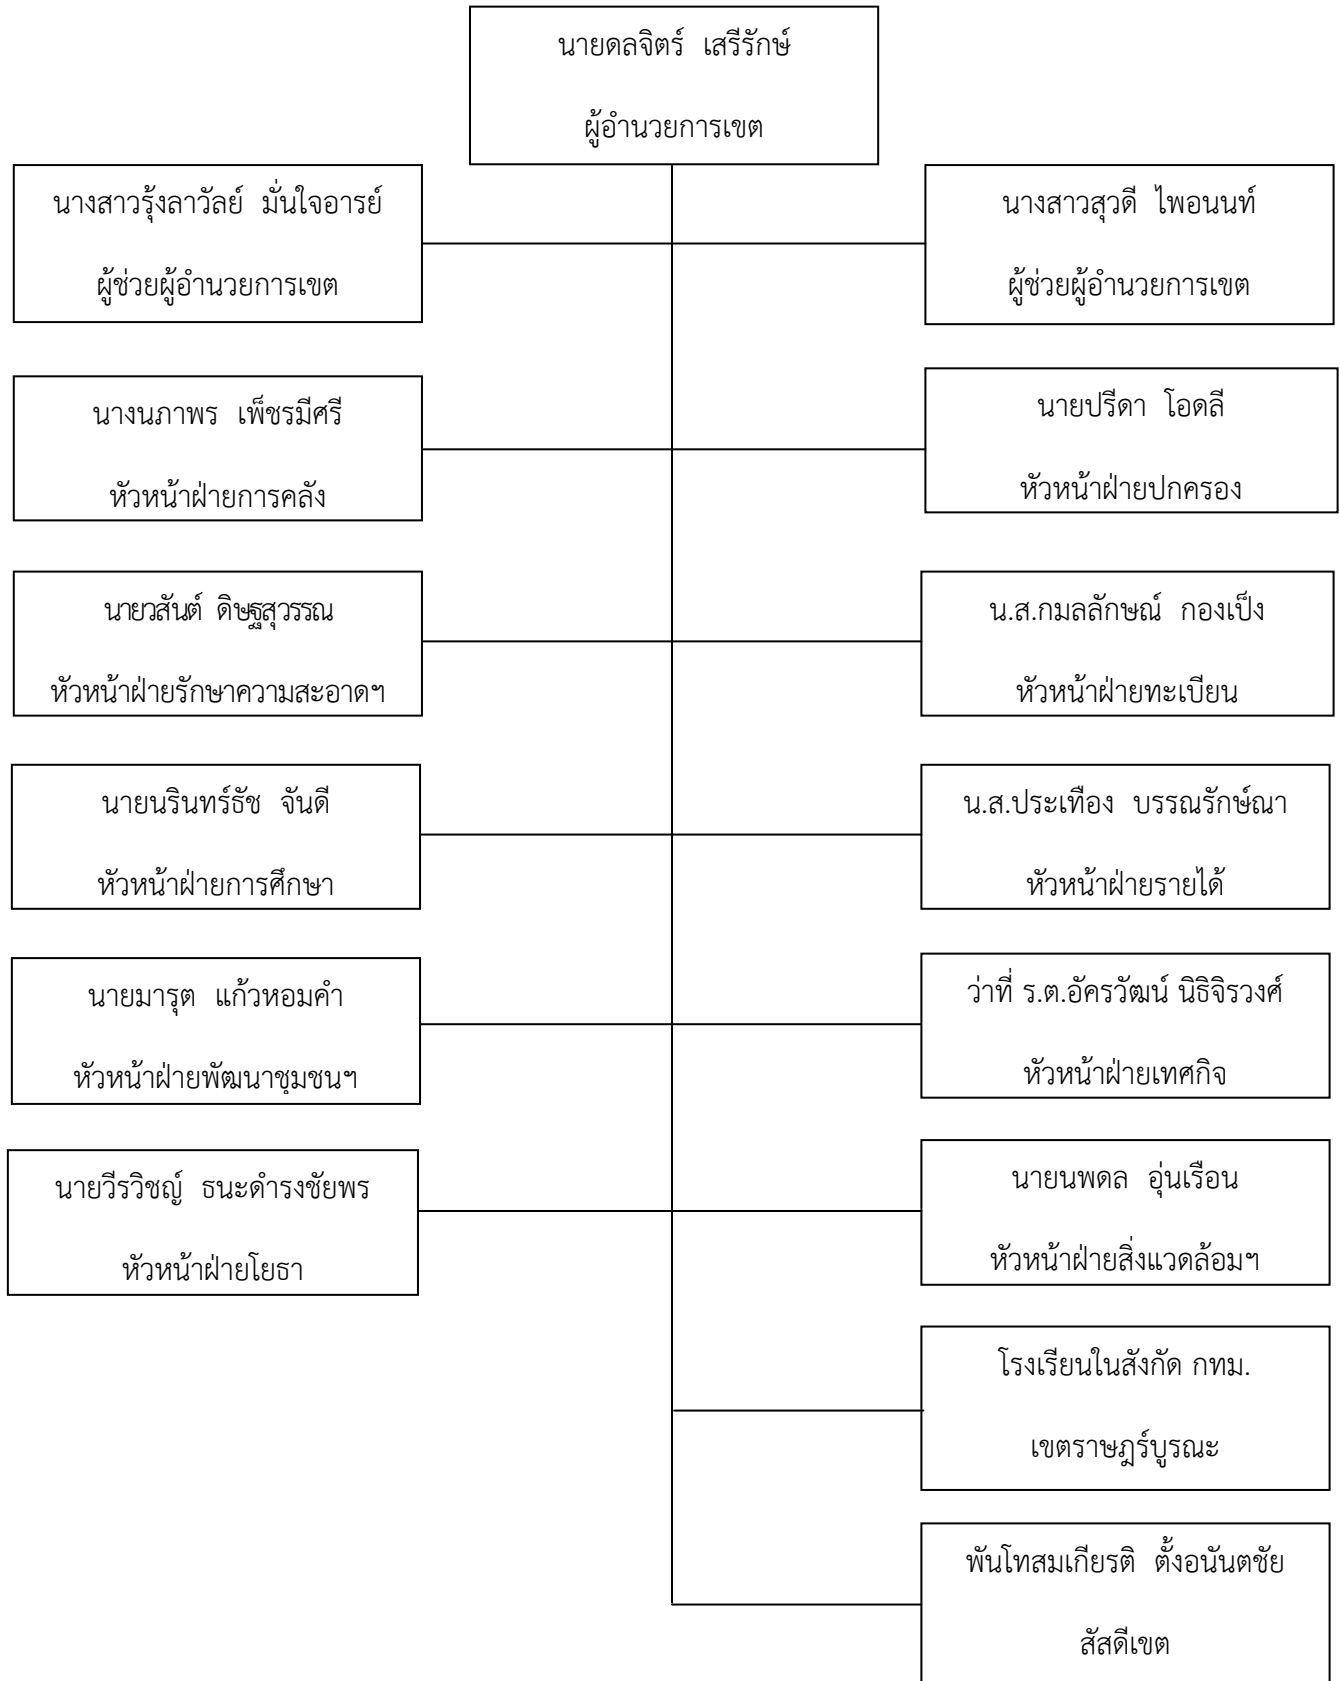 นายดลจิตร์ เสรีรักษ์
ผู้อำนวยการเขต
นางสาวรุ้งลาวัลย์ มั่นใจอารย์
ผู้ช่วยผู้อำนวยการเขต
นางสาวสุวดี ไพอนนท์
ผู้ช่วยผู้อำนวยการเขต
นางนภาพร เพ็ชรมีศรี
หัวหน้าฝ่ายการคลัง
นายปรีดา โอดลี
หัวหน้าฝ่ายปกครอง
นายวสันต์ ดิษฐสุวรรณ
หัวหน้าฝ่ายรักษาความสะอาดฯ
น.ส.กมลลักษณ์ กองเป็ง
หัวหน้าฝ่ายทะเบียน
นายนรินทร์ธัช จันดี
หัวหน้าฝ่ายการศึกษา
น.ส.ประเทือง บรรณรักษ์ณา
หัวหน้าฝ่ายรายได้
นายมารุต แก้วหอมคำ
หัวหน้าฝ่ายพัฒนาชุมชนฯ
ว่าที่ ร.ต.อัครวัฒน์ นิธิจิรวงศ์
หัวหน้าฝ่ายเทศกิจ
นายวีรวิชญ์ ธนะดำรงชัยพร
หัวหน้าฝ่ายโยธา
นายนพดล อุ่นเรือน
หัวหน้าฝ่ายสิ่งแวดล้อมฯ
โรงเรียนในสังกัด กทม.
เขตราษฎร์บูรณะ
พันโทสมเกียรติ ตั้งอนันตชัย
สัสดีเขต